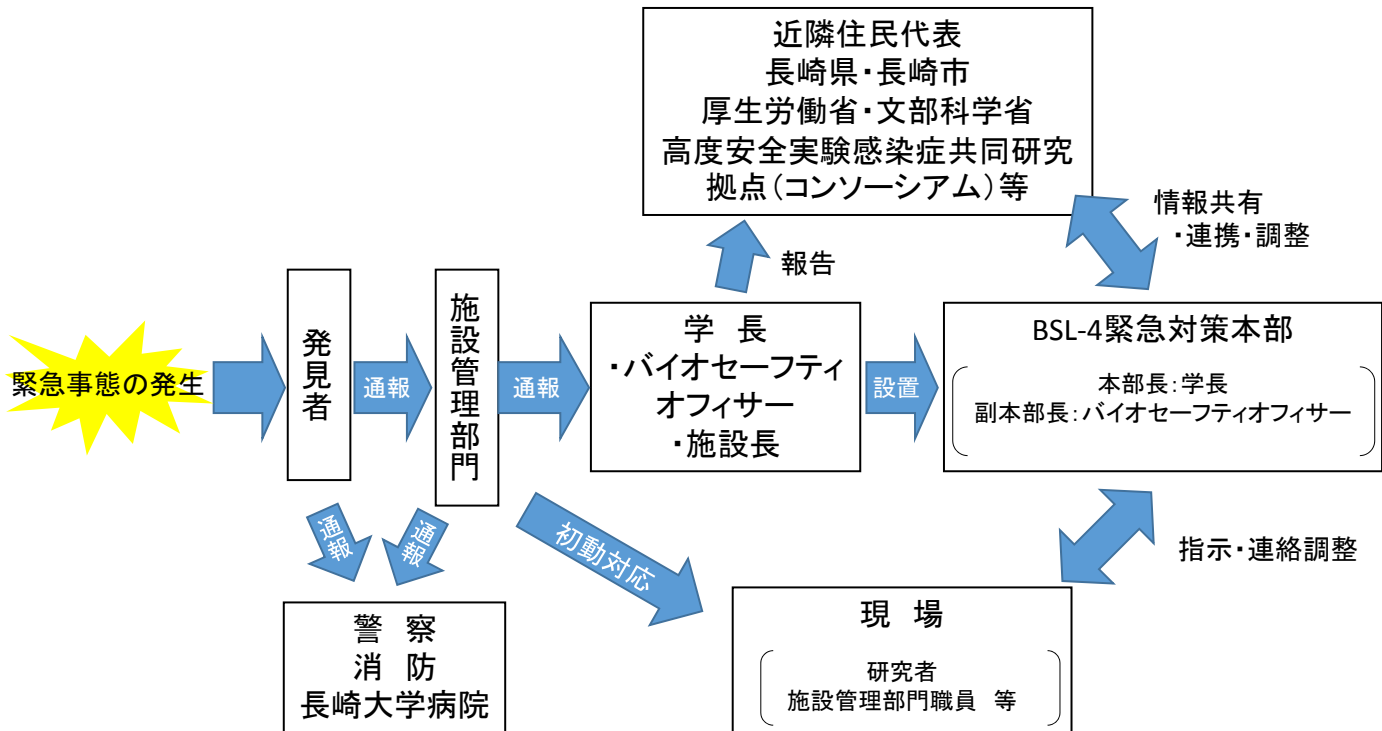 近隣住民代表
長崎県・長崎市
厚生労働省・文部科学省
高度安全実験感染症共同研究
拠点（コンソーシアム）等
情報共有
・連携・調整
報告
緊急事態の発生
発見者
通報
施設管理部門
通報
学　長
・バイオセーフティ
オフィサー
・施設長
設置
BSL-4緊急対策本部
本部長：学長
副本部長：バイオセーフティオフィサー
通報
通報
初動対応
指示・連絡調整
警　察
消　防
長崎大学病院
現　場
研究者
施設管理部門職員　等